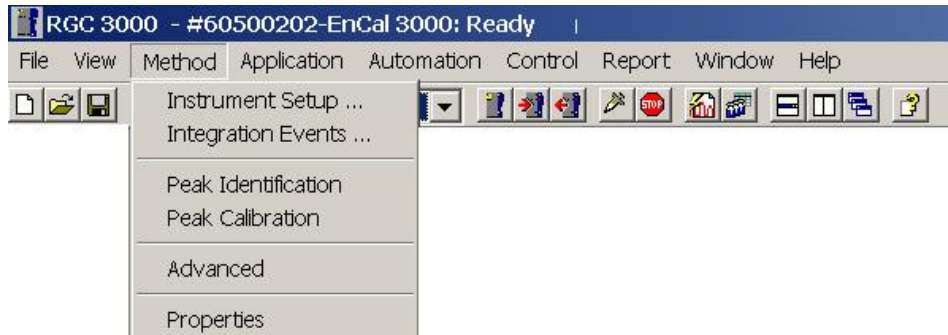 RGC 3000 - #60500202-EnCal 3000: Ready
File View Method Application Automation Control Report Window Help
STOP
Instrument Setup ...
Integration Events ...
Peak Identification
Peak Calibration
Advanced
Properties